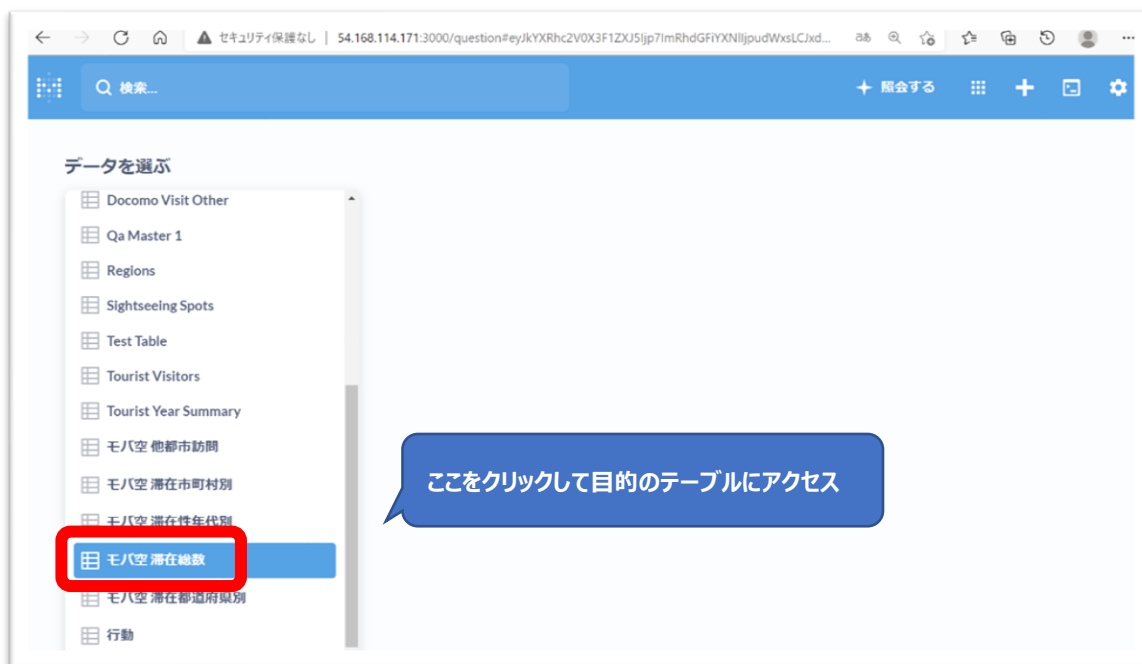 セキュリティ保護なし | 54.168.114.171:3000/question#eyJkYXRhc2V0X3F1ZXJ5Ijp7ImRhdGFiYXNlIjpudWxsLCJxd...
検索...
照会する
データを選ぶ
Docomo Visit Other
Qa Master 1
Regions
Sightseeing Spots
Test Table
Tourist Visitors
Tourist Year Summary
モバ空 他都市訪問
ここをクリックして目的のテーブルにアクセス
モバ空 滞在市町村別
モバ空 滞在性年代別
モバ空 滞在総数
モバ空 滞在都道府県別
行動